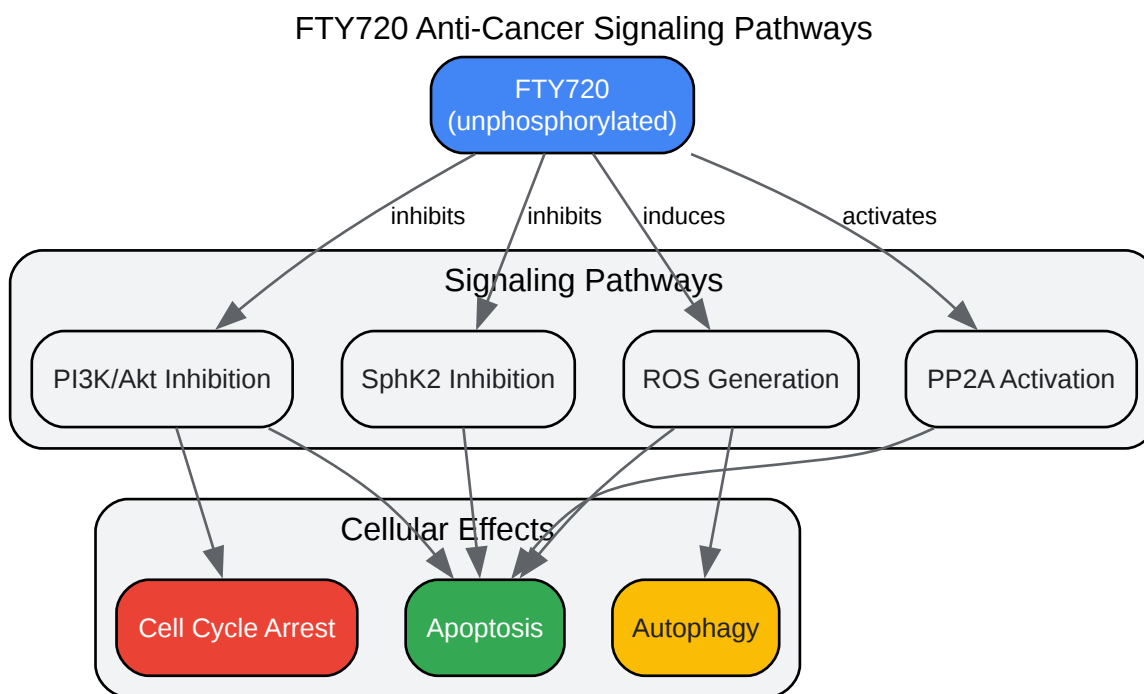 FTY720 Anti-Cancer Signaling Pathways
FTY720
(unphosphorylated)
inhibits
inhibits
induces
activates
Signaling Pathways
PI3K/Akt Inhibition
SphK2 Inhibition
ROS Generation
PP2A Activation
Cellular Effects
Cell Cycle Arrest
Apoptosis
Autophagy